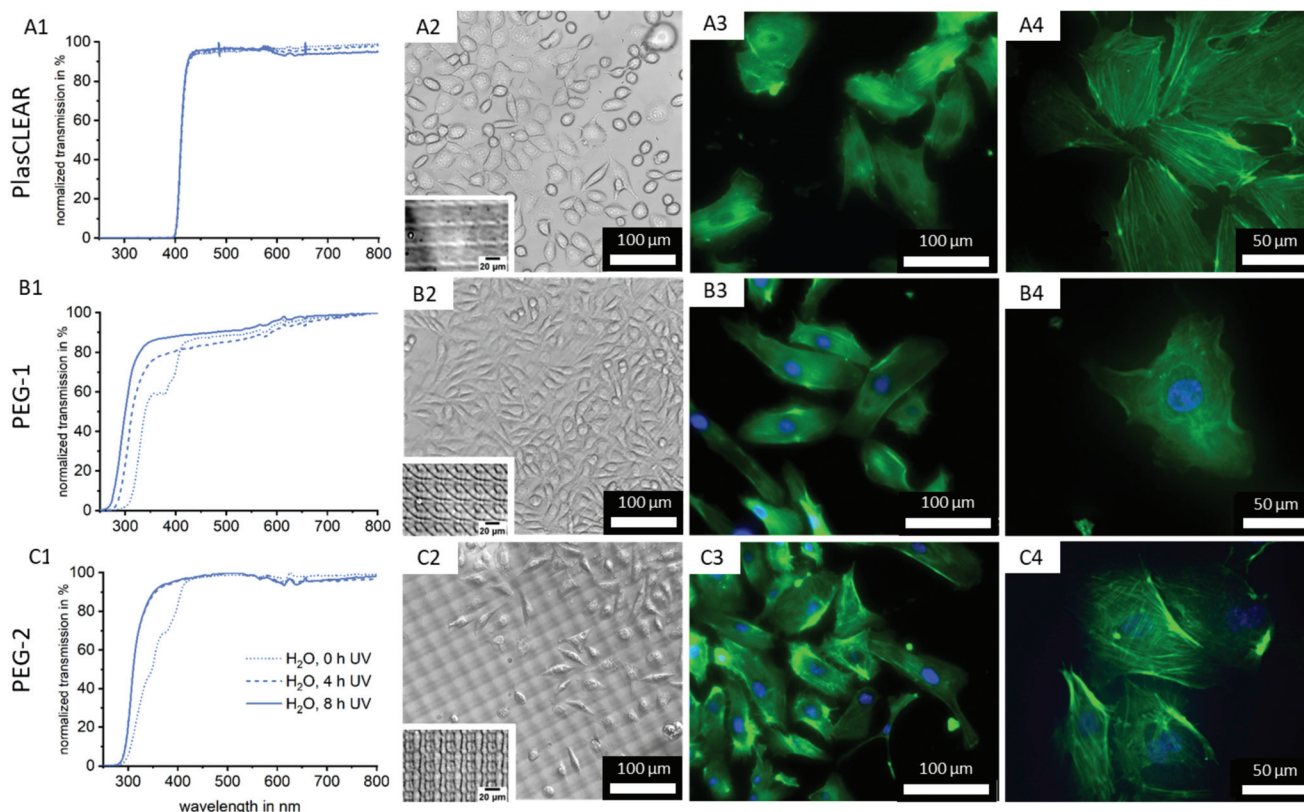 A1
A2
A3
A4
PlasCLEAR
normalized transmission in %
100
80
60
40
20
0
300 400 500 600 700 800
20 µm
100 µm
100 µm
50 µm
B1
B2
B3
B4
PEG-1
normalized transmission in %
100
80
60
40
20
0
300 400 500 600 700 800
20 µm
100 µm
100 µm
50 µm
C1
C2
C3
C4
PEG-2
normalized transmission in %
100
80
60
40
20
0
H₂O, 0 h UV
H₂O, 4 h UV
H₂O, 8 h UV
300 400 500 600 700 800
wavelength in nm
20 µm
100 µm
100 µm
50 µm